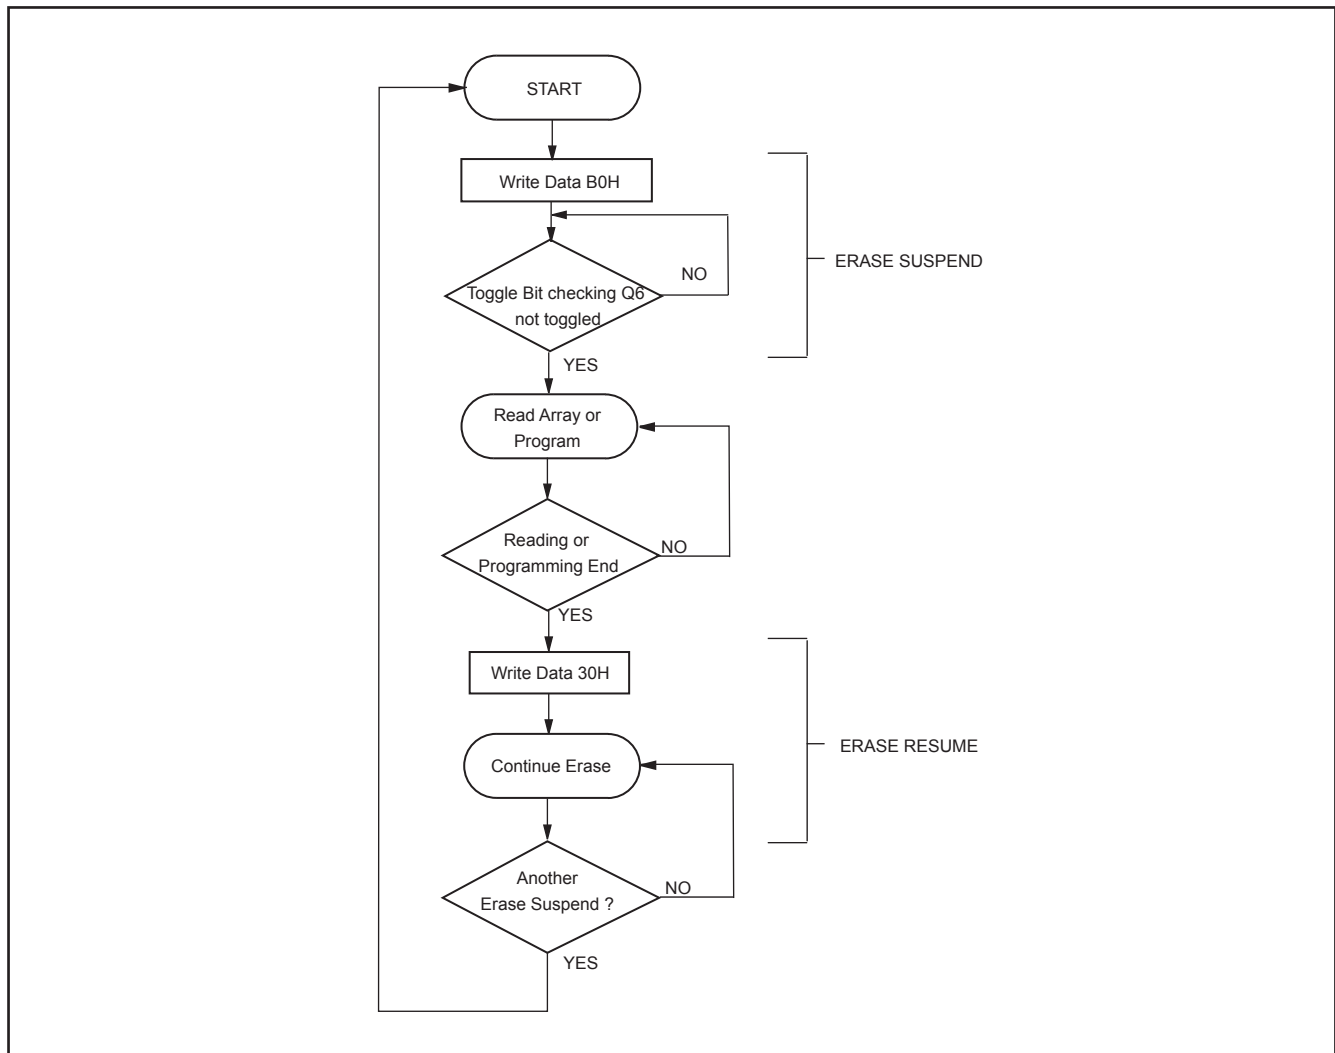 START
Write Data B0H
ERASE SUSPEND
NO
Toggle Bit checking Q6
not toggled
YES
Read Array or
Program
Reading or
Programming End
NO
YES
Write Data 30H
ERASE RESUME
Continue Erase
Another
Erase Suspend ?
NO
YES